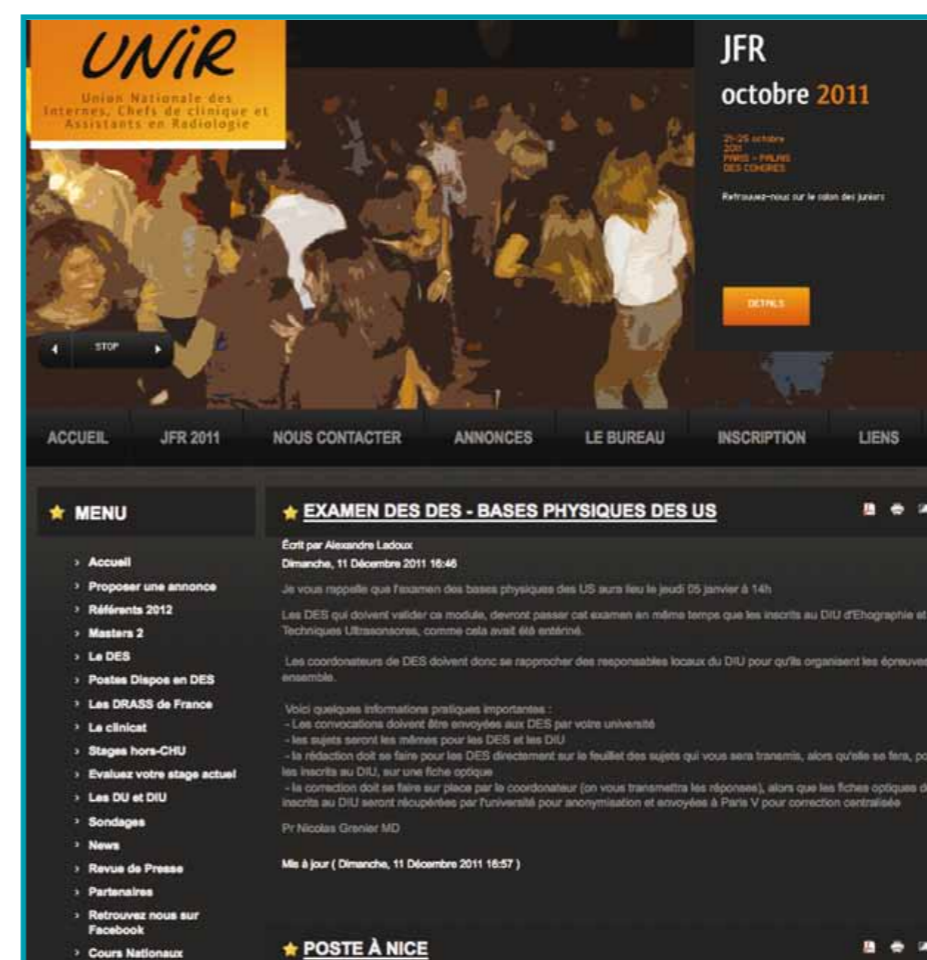 UNiR
Union Nationale des
Internes, Chefs de clinique et
Assistants en Radiologie
JFR
octobre 2011
21-25 octobre
2011
PARIS - PALAIS
DES CONGRES
Retrouvez-nous sur le salon des juniors
DETAILS
STOP
ACCUEIL JFR 2011 NOUS CONTACTER ANNONCES LE BUREAU INSCRIPTION LIENS
MENU
Accueil
Proposer une annonce
Référents 2012
Masters 2
Le DES
Postes Dispos en DES
Les DRASS de France
Le clinicat
Stages hors-CHU
Evaluez votre stage actuel
Les DU et DIU
Sondages
News
Revue de Presse
Partenaires
Retrouvez nous sur
Facebook
Cours Nationaux
EXAMEN DES DES - BASES PHYSIQUES DES US
Écrit par Alexandre Ladoux
Dimanche, 11 Décembre 2011 16:46
Je vous rappelle que l'examen des bases physiques des US aura lieu le jeudi 05 janvier à 14h
Les DES qui doivent valider ce module, devront passer cet examen en même temps que les inscrits au DIU d'Ehographie et
Techniques Ultrasonores, comme cela avait été entériné.
Les coordonateurs de DES doivent donc se rapprocher des responsables locaux du DIU pour qu'ils organisent les épreuves
ensemble.
Voici quelques informations pratiques importantes :
- Les convocations doivent être envoyées aux DES par votre université
- les sujets seront les mêmes pour les DES et les DIU
- la rédaction doit se faire pour les DES directement sur le feuillet des sujets qui vous sera transmis, alors qu'elle se fera, po
les inscrits au DIU, sur une fiche optique
- la correction doit se faire sur place par le coordonateur (on vous transmettra les réponses), alors que les fiches optiques d
inscrits au DIU seront récupérées par l'université pour anonymisation et envoyées à Paris V pour correction centralisée
Pr Nicolas Grenier MD
Mis à jour ( Dimanche, 11 Décembre 2011 16:57 )
POSTE À NICE